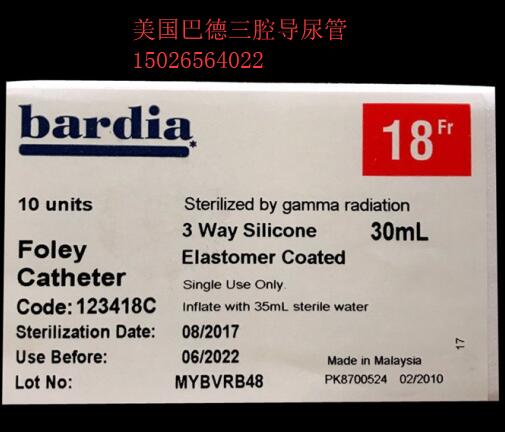 美国巴德三腔导尿管
15026564022
bardia*
18 Fr
10 units
Sterilized by gamma radiation
3 Way Silicone 30mL
Elastomer Coated
Foley
Catheter
Single Use Only.
Code: 123418C
Inflate with 35mL sterile water
Sterilization Date: 08/2017
Use Before: 06/2022
Lot No: MYBVRB48
Made in Malaysia
PK8700524 02/2010
17